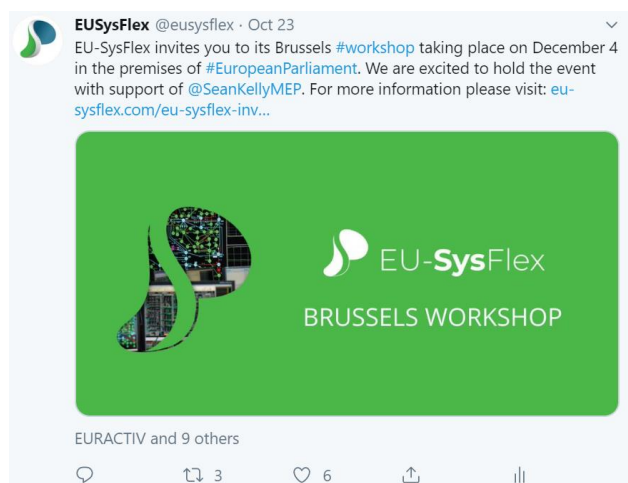 EUSysFlex @eusysflex · Oct 23
EU-SysFlex invites you to its Brussels #workshop taking place on December 4
in the premises of #EuropeanParliament. We are excited to hold the event
with support of @SeanKellyMEP. For more information please visit: eu-
sysflex.com/eu-sysflex-inv...
EU-SysFlex
BRUSSELS WORKSHOP
EURACTIV and 9 others
3 6